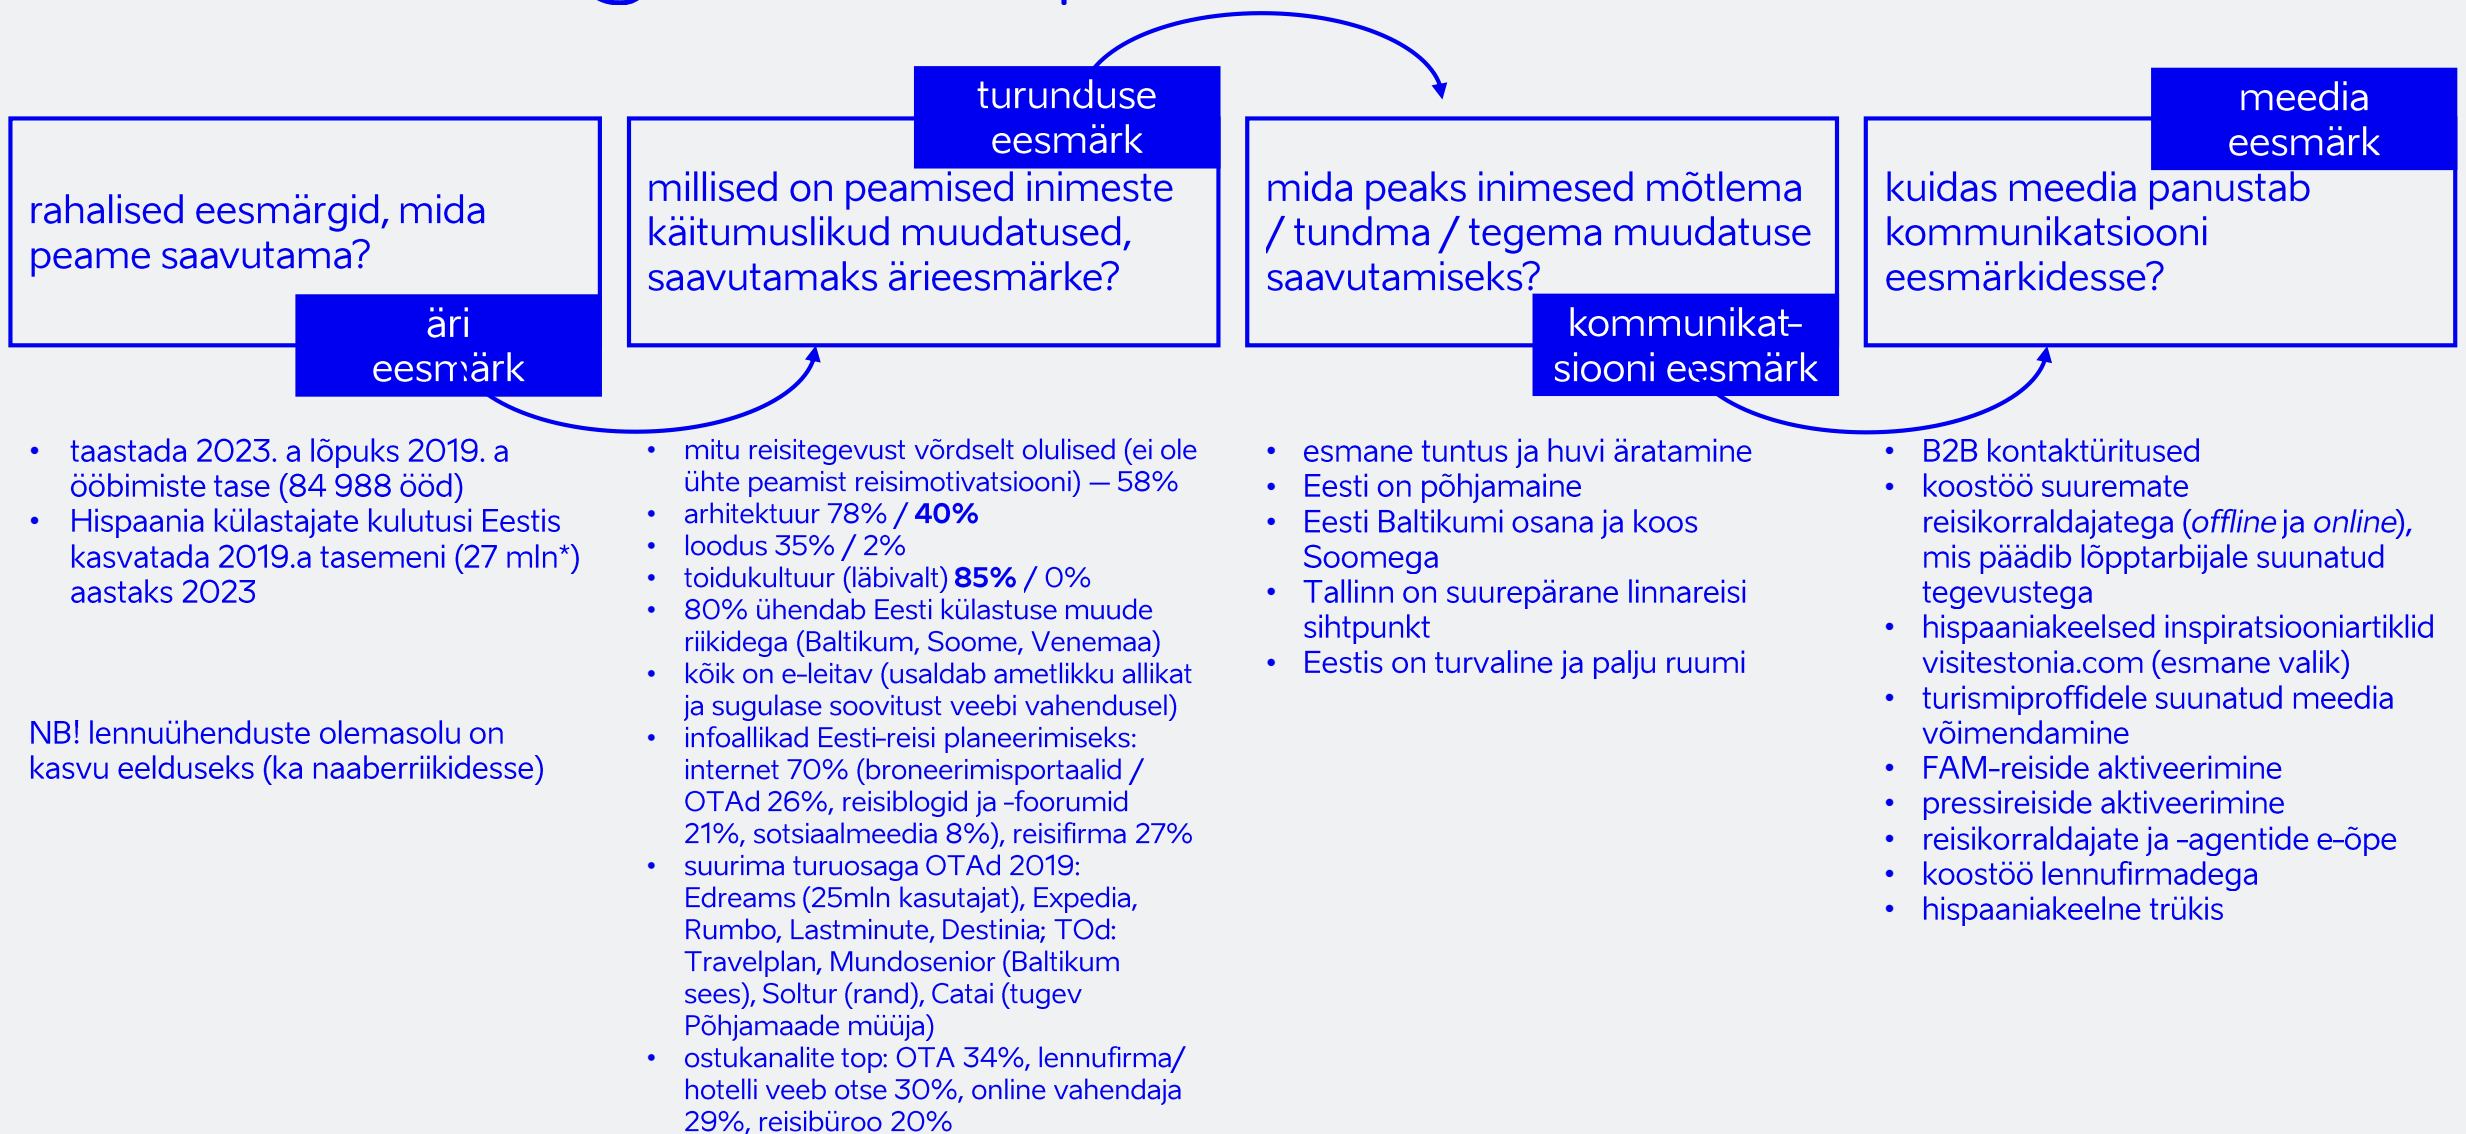 rahalised eesmärgid, mida
peame saavutama?
äri
eesmärk
• taastada 2023. a lõpuks 2019. a
ööbimiste tase (84 988 ööd)
• Hispaania külastajate kulutusi Eestis
kasvatada 2019.a tasemeni (27 mln*)
aastaks 2023
NB! lennuühenduste olemasolu on
kasvu eelduseks (ka naaberriikidesse)
turunduse
eesmärk
millised on peamised inimeste
käitumuslikud muudatused,
saavutamaks ärieesmärke?
• mitu reisitegevust võrdselt olulised (ei ole
ühte peamist reisimotivatsiooni) – 58%
• arhitektuur 78% / 40%
• loodus 35% / 2%
• toidukultuur (läbivalt) 85% / 0%
• 80% ühendab Eesti külastuse muude
riikidega (Baltikum, Soome, Venemaa)
• kõik on e-leitav (usaldab ametlikku allikat
ja sugulase soovitust veebi vahendusel)
• infoallikad Eesti-reisi planeerimiseks:
internet 70% (broneerimisportaalid /
OTAd 26%, reisiblogid ja -foorumid
21%, sotsiaalmeedia 8%), reisifirma 27%
• suurima turuosaga OTAd 2019:
Edreams (25mln kasutajat), Expedia,
Rumbo, Lastminute, Destinia; TOd:
Travelplan, Mundosenior (Baltikum
sees), Soltur (rand), Catai (tugev
Põhjamaade müüja)
• ostukanalite top: OTA 34%, lennufirma/
hotelli veeb otse 30%, online vahendaja
29%, reisibüroo 20%
mida peaks inimesed mõtlema
/ tundma / tegema muudatuse
saavutamiseks?
kommunikat-
siooni eesmärk
• esmane tuntus ja huvi äratamine
• Eesti on põhjamaine
• Eesti Baltikumi osana ja koos
Soomega
• Tallinn on suurepärane linnareisi
sihtpunkt
• Eestis on turvaline ja palju ruumi
meedia
eesmärk
kuidas meedia panustab
kommunikatsiooni
eesmärkidesse?
• B2B kontaktüritused
• koostöö suuremate
reisikorraldajatega (offline ja online),
mis päädib lõpptarbijale suunatud
tegevustega
• hispaaniakeelsed inspiratsiooniartiklid
visitestonia.com (esmane valik)
• turismiproffidele suunatud meedia
võimendamine
• FAM-reiside aktiveerimine
• pressireiside aktiveerimine
• reisikorraldajate ja -agentide e-õpe
• koostöö lennufirmadega
• hispaaniakeelne trükis